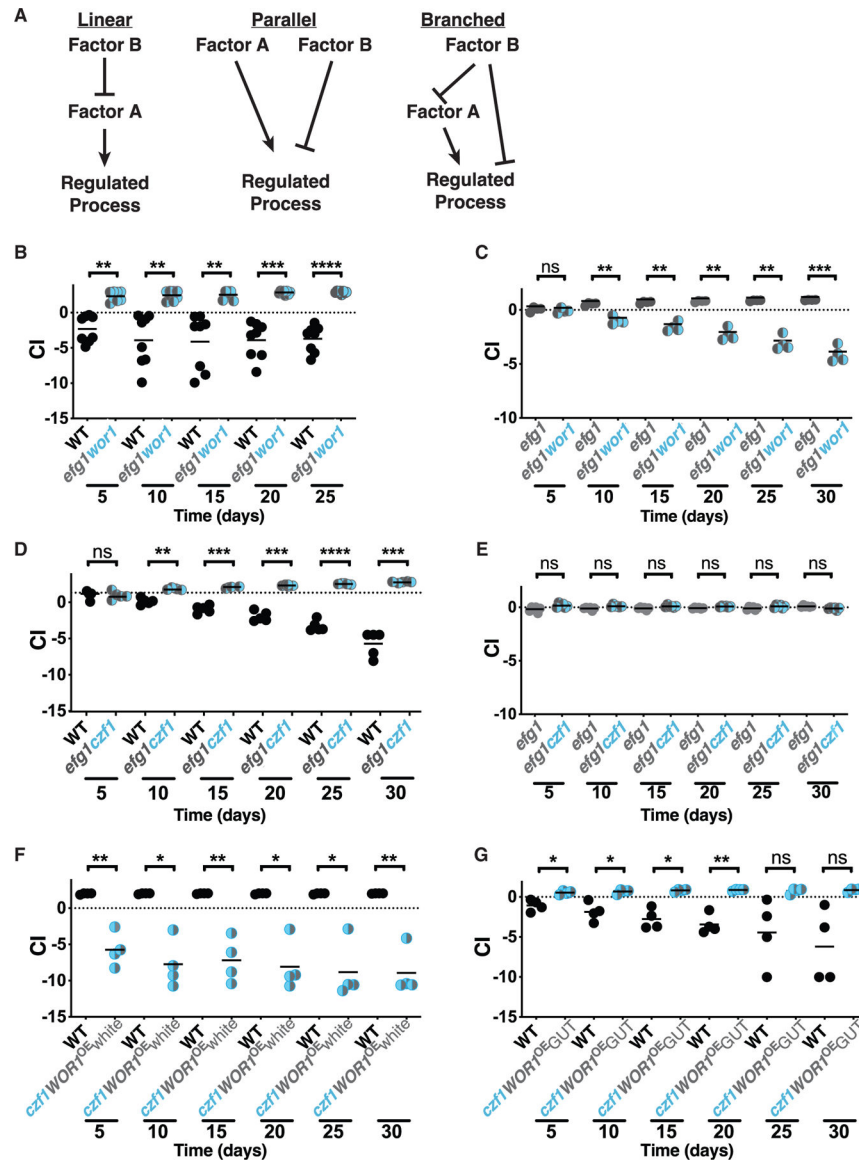 A
Linear Parallel Branched
Factor B Factor A Factor B Factor B
Factor A Factor A
Regulated Process Regulated Process Regulated Process
B
** ** ** *** ****
CI
0
-5
-10
-15
WT efg1wor1 WT efg1wor1 WT efg1wor1 WT efg1wor1 WT efg1wor1
5 10 15 20 25
Time (days)
C
ns ** ** ** ** ***
CI
0
-5
-10
efg1 efg1wor1 efg1 efg1wor1 efg1 efg1wor1 efg1 efg1wor1 efg1 efg1wor1 efg1 efg1wor1
5 10 15 20 25 30
Time (days)
D
ns ** *** *** **** ***
CI
0
-5
-10
-15
WT efg1czf1 WT efg1czf1 WT efg1czf1 WT efg1czf1 WT efg1czf1 WT efg1czf1
5 10 15 20 25 30
Time (days)
E
ns ns ns ns ns ns
CI
0
-5
-10
efg1 efg1czf1 efg1 efg1czf1 efg1 efg1czf1 efg1 efg1czf1 efg1 efg1czf1 efg1 efg1czf1
5 10 15 20 25 30
Time (days)
F
** * ** * * **
CI
0
-5
-10
-15
WT czf1WOR1OEwhite WT czf1WOR1OEwhite WT czf1WOR1OEwhite WT czf1WOR1OEwhite WT czf1WOR1OEwhite WT czf1WOR1OEwhite
5 10 15 20 25 30
Time (days)
G
* * * ** ns ns
CI
0
-5
-10
-15
WT czf1WOR1OEGUT WT czf1WOR1OEGUT WT czf1WOR1OEGUT WT czf1WOR1OEGUT WT czf1WOR1OEGUT WT czf1WOR1OEGUT
5 10 15 20 25 30
Time (days)